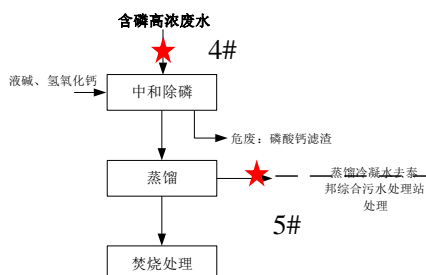 含磷高浓废水
4#
液碱、氢氧化钙
中和除磷
危废：磷酸钙滤渣
蒸馏
蒸馏冷凝水去泰
邦综合污水处理站
处理
5#
焚烧处理